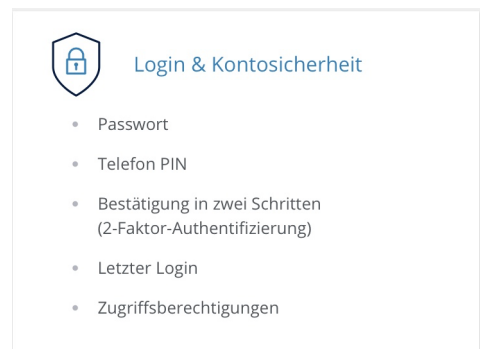 Login & Kontosicherheit
Passwort
Telefon PIN
Bestätigung in zwei Schritten
(2-Faktor-Authentifizierung)
Letzter Login
Zugriffsberechtigungen